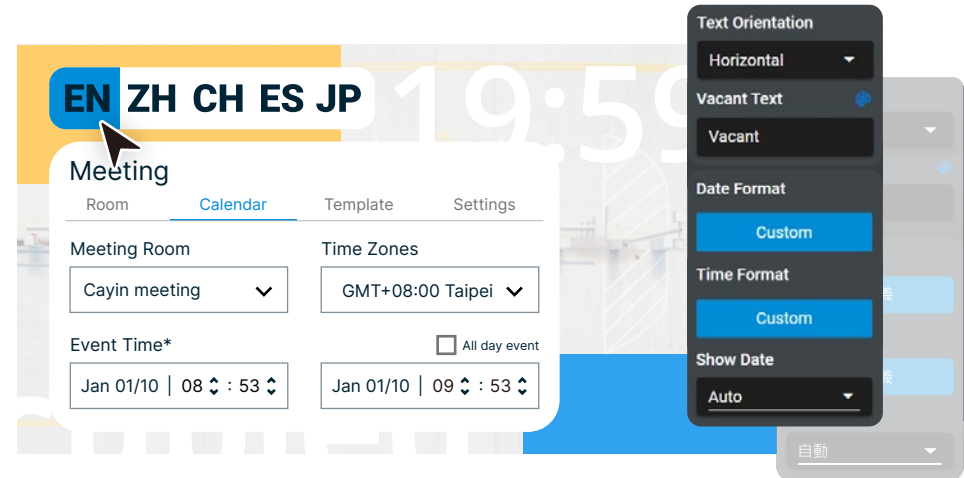 EN ZH CH ES JP
19:59
Meeting
Room Calendar Template Settings
Meeting Room Time Zones
Cayin meeting GMT+08:00 Taipei
Event Time* All day event
Jan 01/10 | 08 : 53 Jan 01/10 | 09 : 53
Text Orientation
Horizontal
Vacant Text
Vacant
Date Format
Custom
Time Format
Custom
Show Date
Auto
義
義
自動